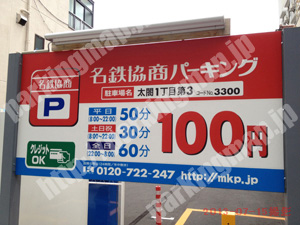 名鉄協商パーキング
名鉄協商
P
駐車場名 太閤1丁目第3 コードNo.3300
平日 8:00~22:00 50分
土日祝 8:00~22:00 30分
全日 22:00~8:00 60分
100円
クレジットOK
0120-722-247 http://mkp.jp/